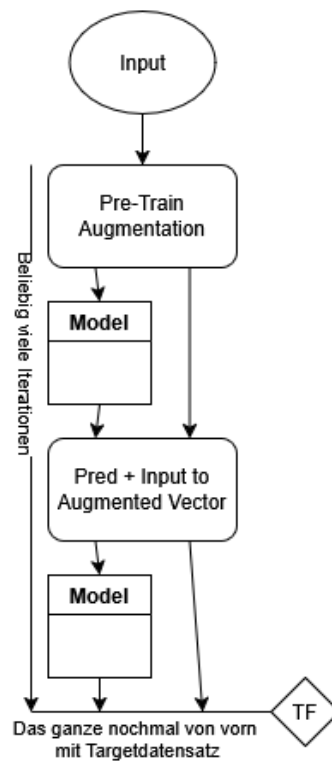 Input
Pre-Train
Augmentation
Beliebig viele Iterationen
Model
Pred + Input to
Augmented Vector
Model
TF
Das ganze nochmal von vorn
mit Targetdatensatz